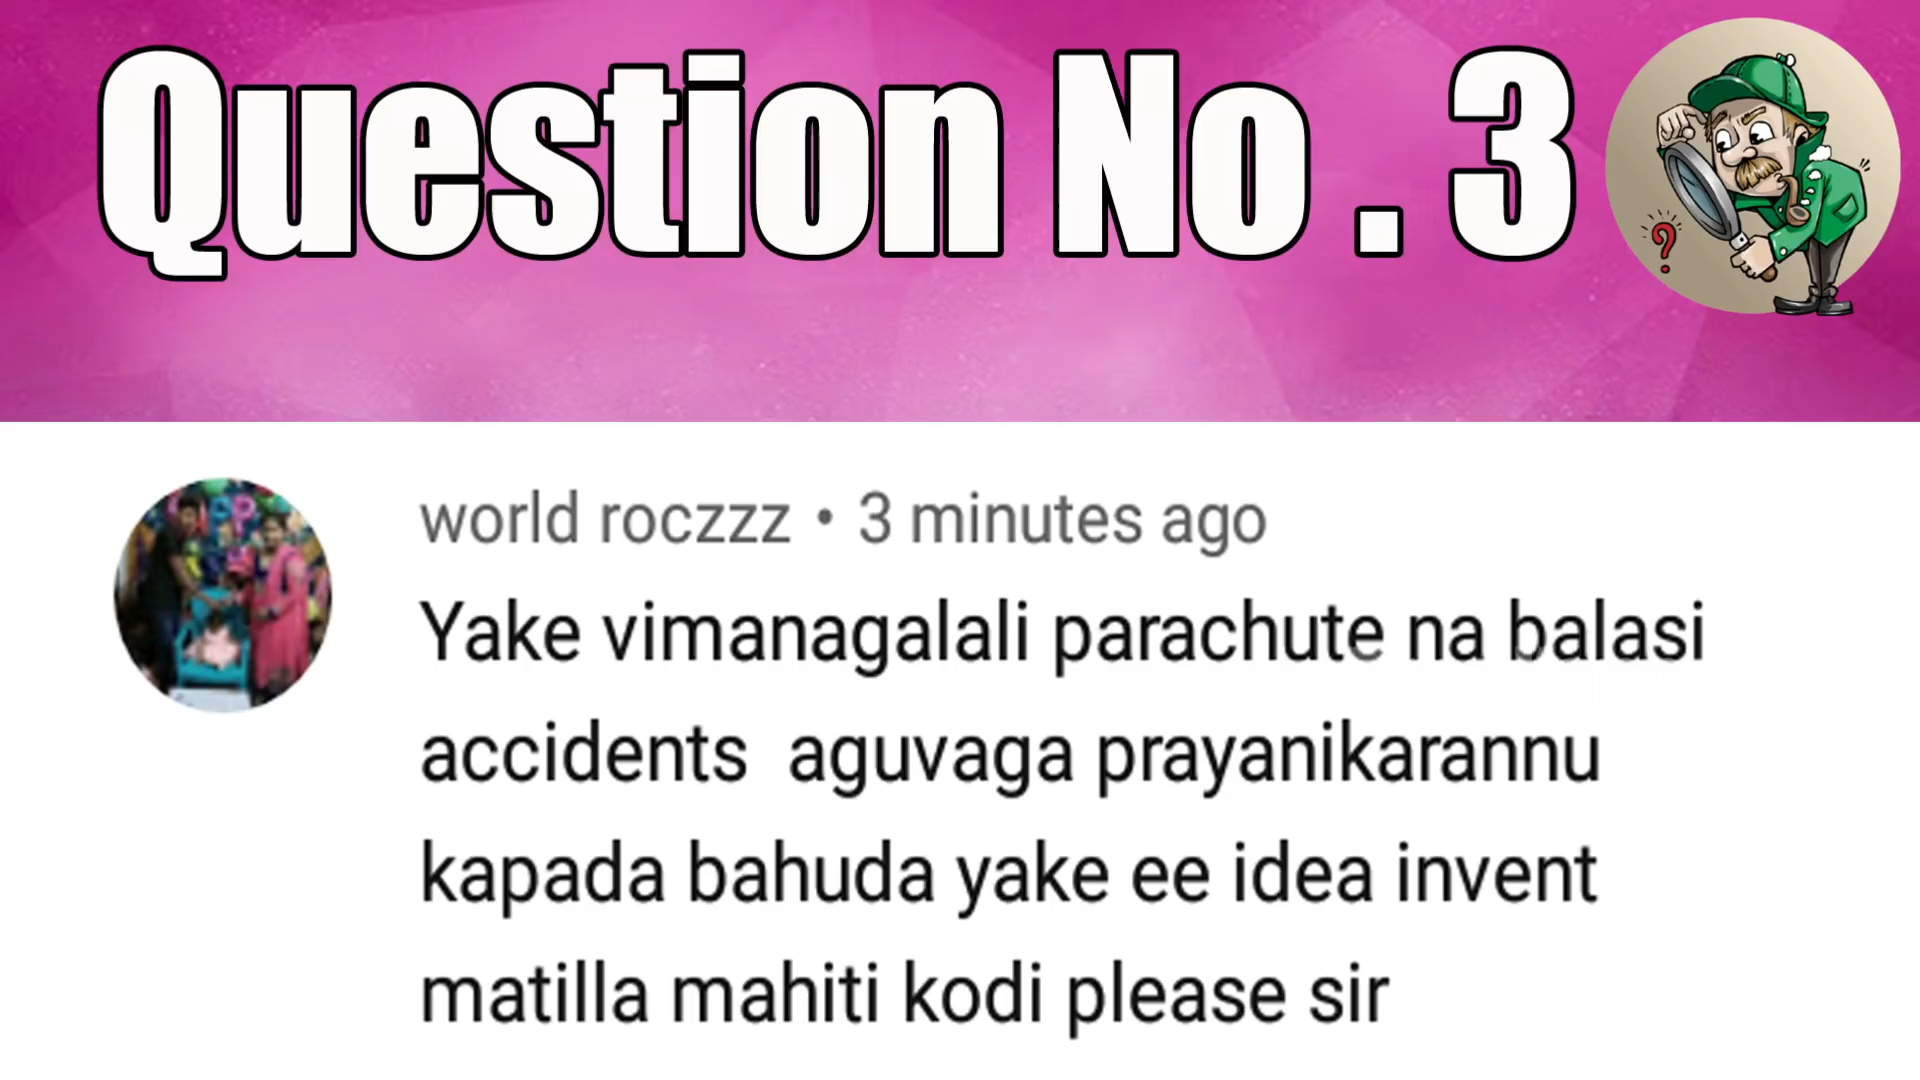 Question No . 3
world roczzz • 3 minutes ago
Yake vimanagalali parachute na balasi
accidents aguvaga prayanikarannu
kapada bahuda yake ee idea invent
matilla mahiti kodi please sir